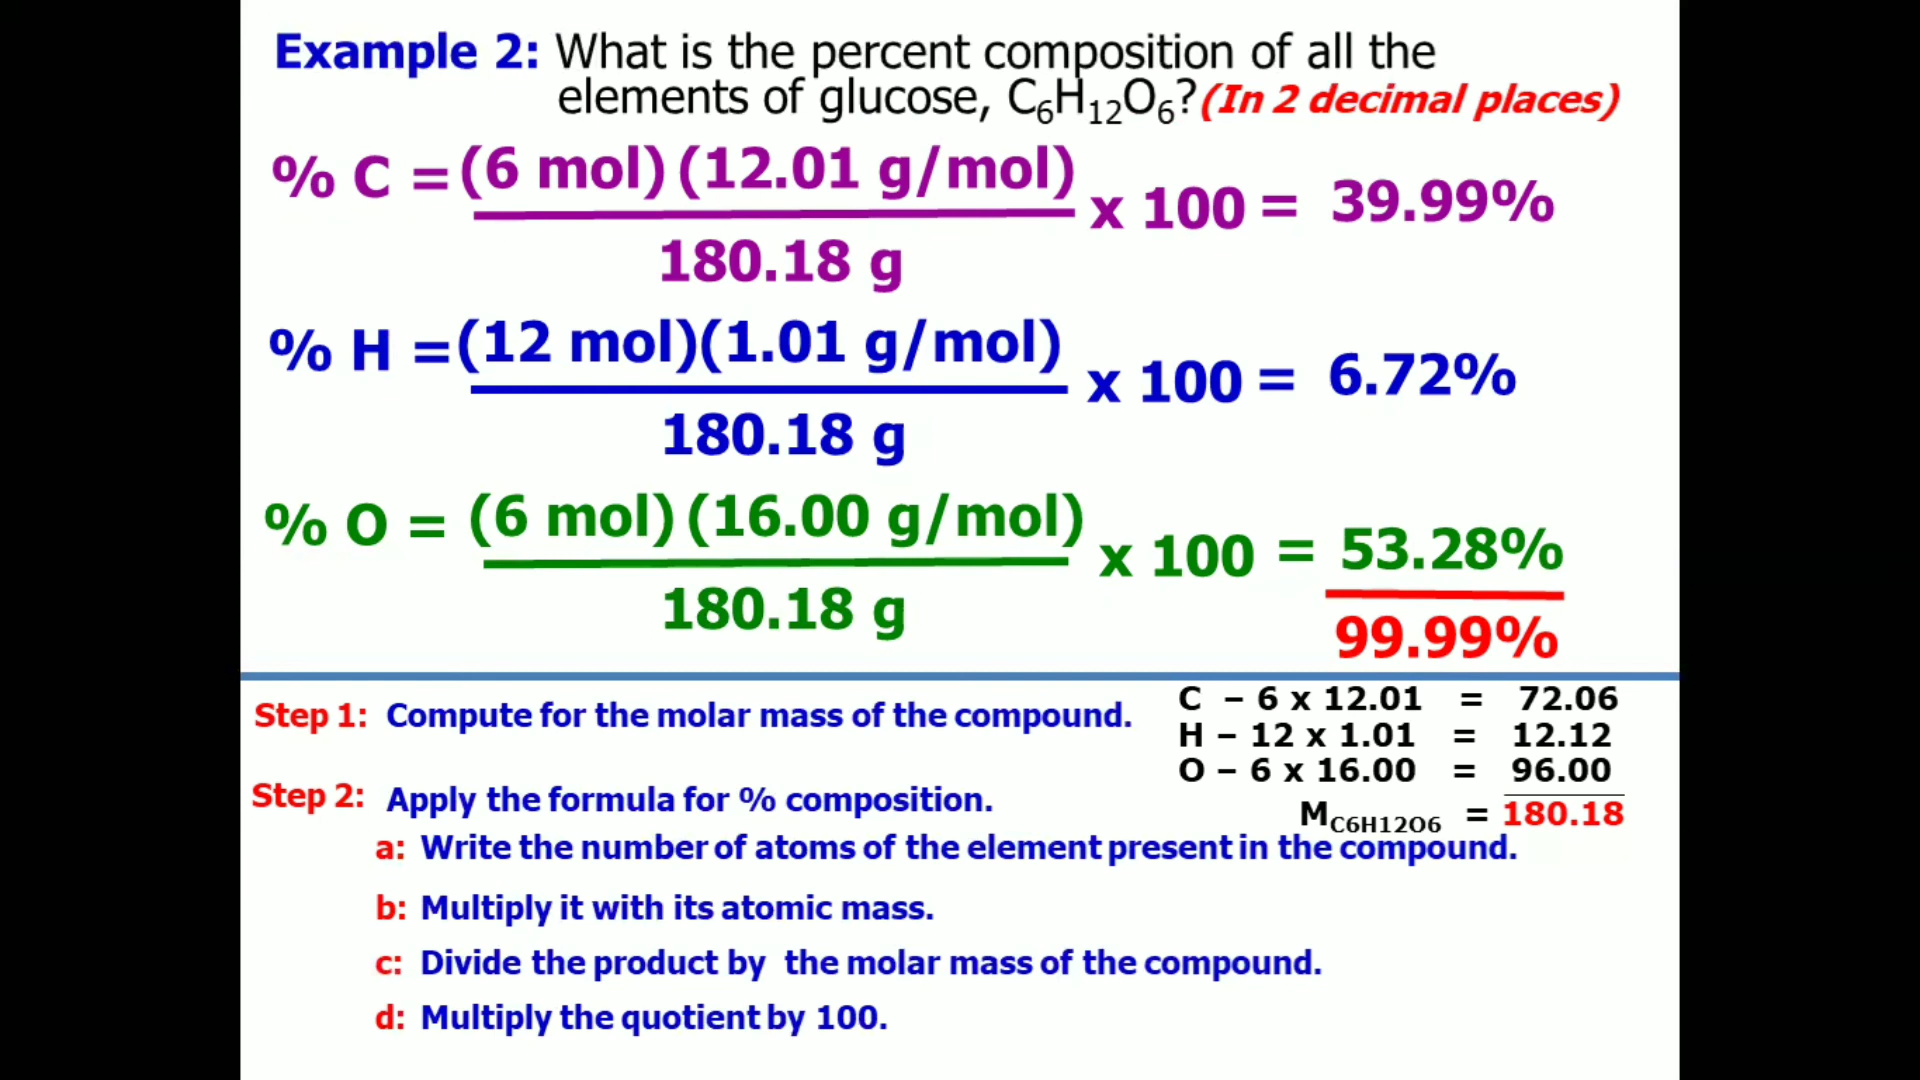 Example 2: What is the percent composition of all the
elements of glucose, C₆H₁₂O₆? (In 2 decimal places)
% C = (6 mol) (12.01 g/mol)
x 100 = 39.99%
180.18 g
% H = (12 mol)(1.01 g/mol)
x 100 = 6.72%
180.18 g
% O = (6 mol) (16.00 g/mol)
x 100 = 53.28%
180.18 g
99.99%
Step 1: Compute for the molar mass of the compound.
C – 6 x 12.01 = 72.06
H – 12 x 1.01 = 12.12
O – 6 x 16.00 = 96.00
M C6H12O6 = 180.18
Step 2: Apply the formula for % composition.
a: Write the number of atoms of the element present in the compound.
b: Multiply it with its atomic mass.
c: Divide the product by the molar mass of the compound.
d: Multiply the quotient by 100.